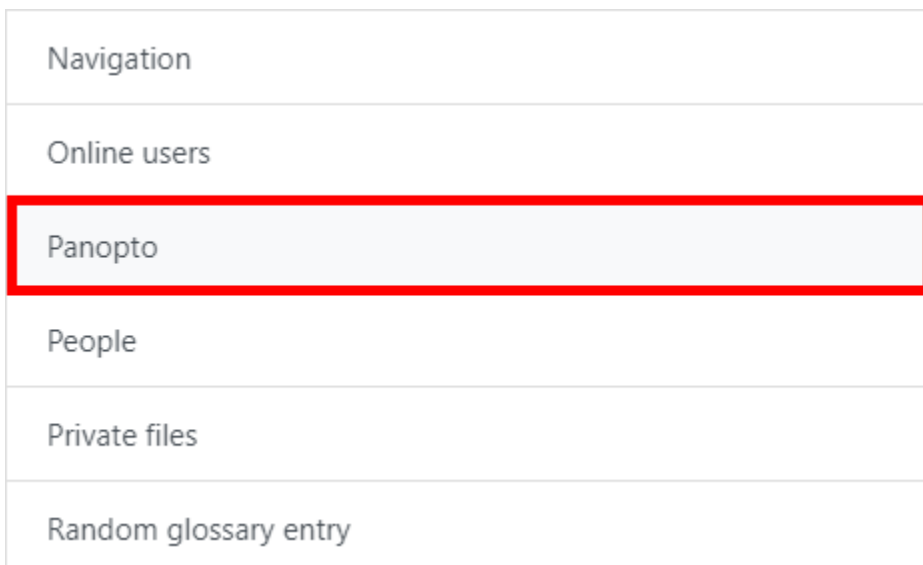 Navigation
Online users
Panopto
People
Private files
Random glossary entry